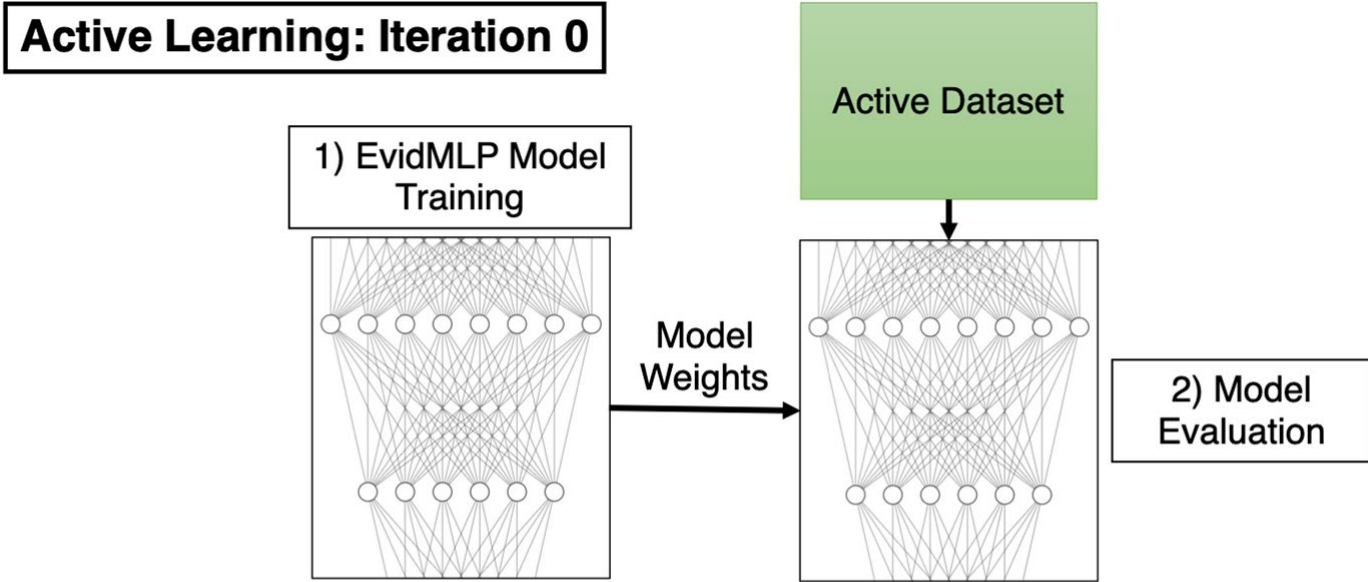 Active Learning: Iteration 0
Active Dataset
1) EvidMLP Model
Training
Model
Weights
2) Model
Evaluation